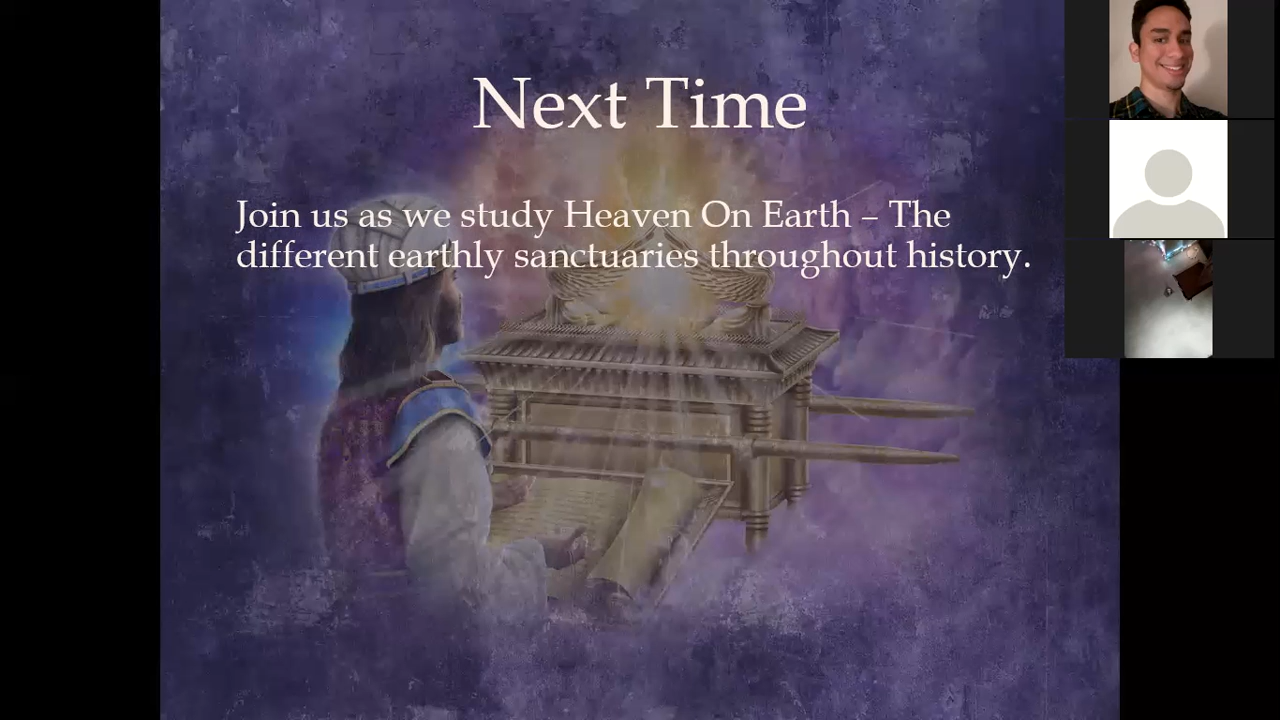 Next Time
Join us as we study Heaven On Earth – The
different earthly sanctuaries throughout history.